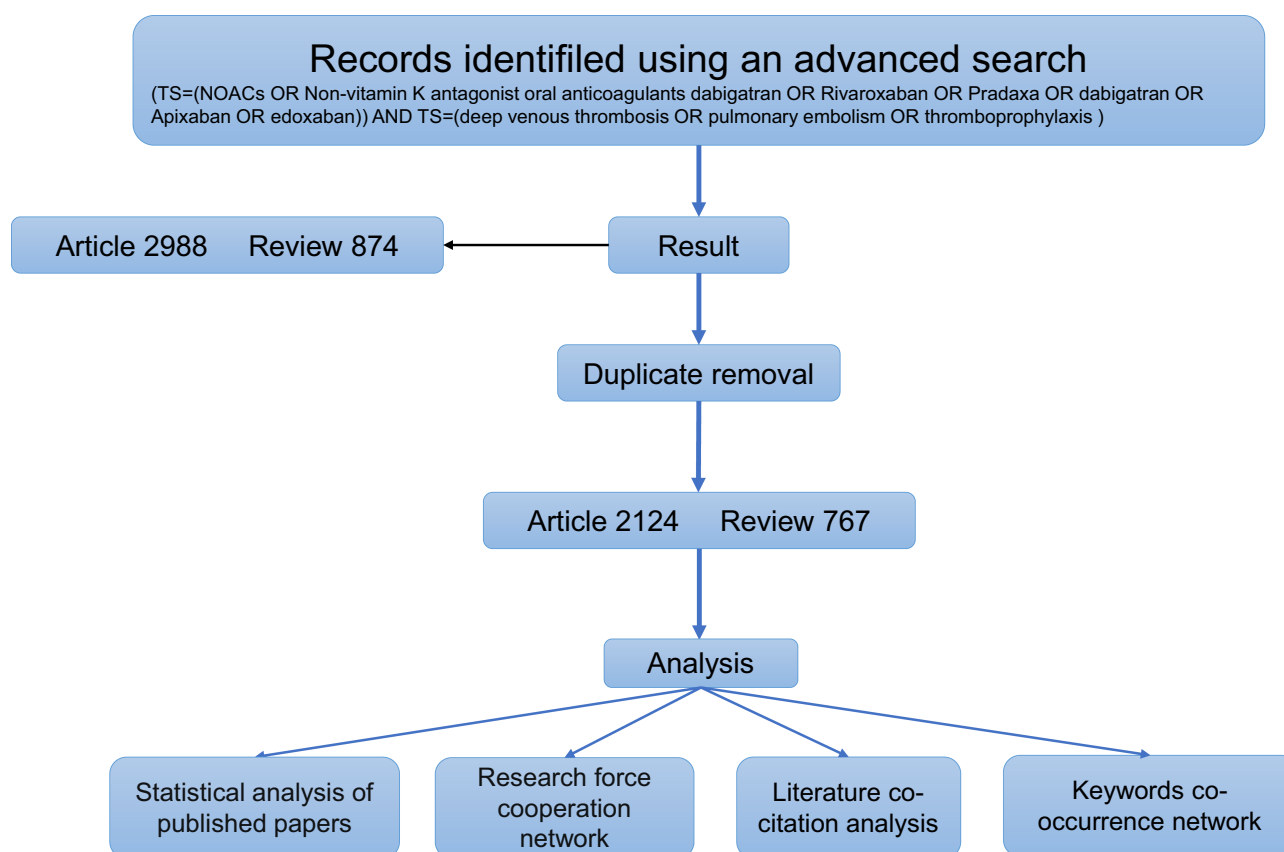 Records identifiled using an advanced search
(TS=(NOACs OR Non-vitamin K antagonist oral anticoagulants dabigatran OR Rivaroxaban OR Pradaxa OR dabigatran OR
Apixaban OR edoxaban)) AND TS=(deep venous thrombosis OR pulmonary embolism OR thromboprophylaxis )
Article 2988 Review 874
Result
Duplicate removal
Article 2124 Review 767
Analysis
Statistical analysis of
published papers
Research force
cooperation
network
Literature co-
citation analysis
Keywords co-
occurrence network